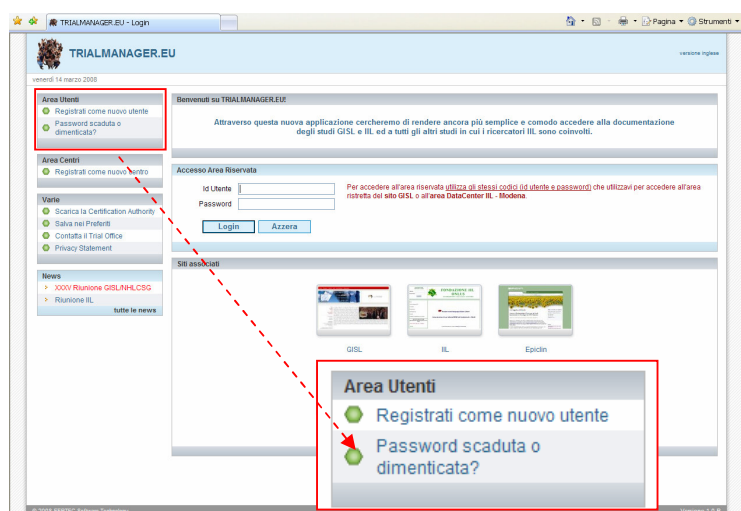 TRIALMANAGER.EU - Login
Pagina
Strumenti
TRIALMANAGER.EU
versione inglese
venerdì 14 marzo 2008
Area Utenti
Registrati come nuovo utente
Password scaduta o
dimenticata?
Area Centri
Registrati come nuovo centro
Varie
Scarica la Certification Authority
Salva nei Preferiti
Contatta il Trial Office
Privacy Statement
News
XXXV Riunione GISL/NHLCSG
Riunione IIL
tutte le news
Benvenuti su TRIALMANAGER.EU!
Attraverso questa nuova applicazione cercheremo di rendere ancora più semplice e comodo accedere alla documentazione
degli studi GISL e IIL ed a tutti gli altri studi in cui i ricercatori IIL sono coinvolti.
Accesso Area Riservata
Id Utente
Password
Login Azzera
Per accedere all'area riservata utilizza gli stessi codici (id utente e password) che utilizzavi per accedere all'area
ristretta del sito GISL o all'area DataCenter IIL - Modena.
Siti associati
GISL IIL Epiclin
Area Utenti
Registrati come nuovo utente
Password scaduta o
dimenticata?